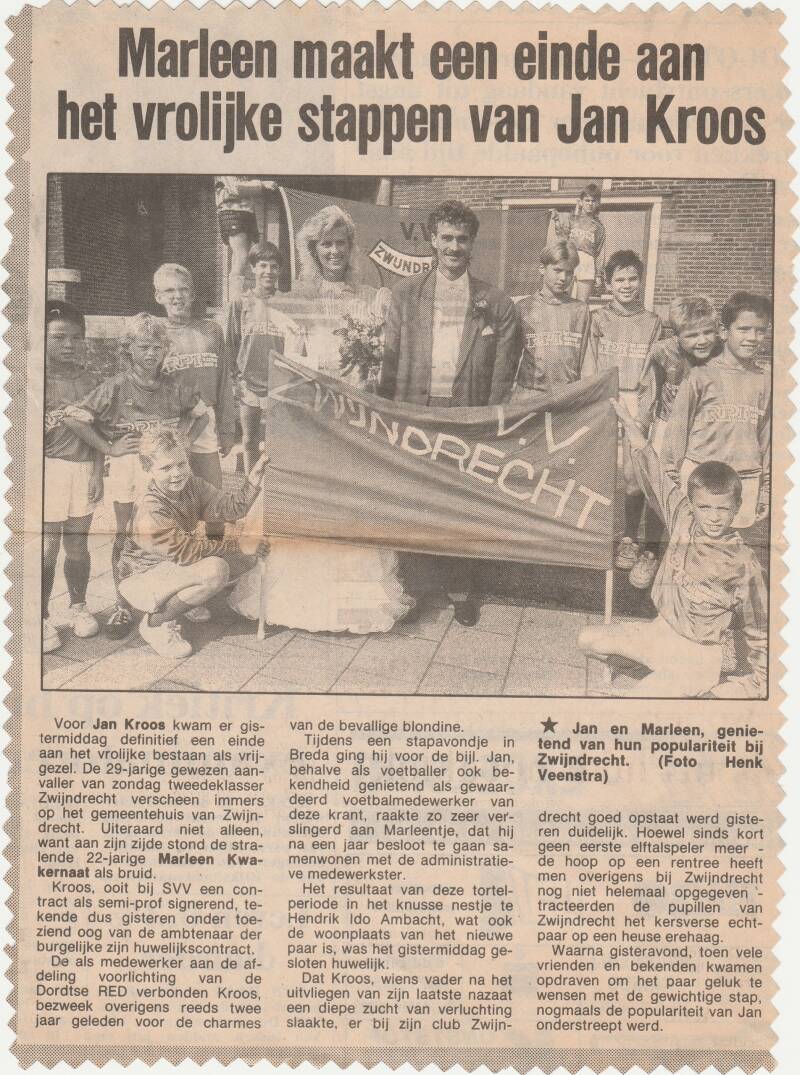 Marleen maakt een einde aan
het vrolijke stappen van Jan Kroos
V.V.
ZWIJNDRE
ZWIJNDRECHT
V.V.
RPI
RPI
Voor Jan Kroos kwam er gis-
termiddag definitief een einde
aan het vrolijke bestaan als vrij-
gezel. De 29-jarige gewezen aan-
valler van zondag tweedeklasser
Zwijndrecht verscheen immers
op het gemeentehuis van Zwijn-
drecht. Uiteraard niet alleen,
want aan zijn zijde stond de stra-
lende 22-jarige Marleen Kwa-
kernaat als bruid.
Kroos, ooit bij SVV een con-
tract als semi-prof signerend, te-
kende dus gisteren onder toe-
ziend oog van de ambtenaar der
burgelijke zijn huwelijkscontract.
De als medewerker aan de af-
deling voorlichting van de
Dordtse RED verbonden Kroos,
bezweek overigens reeds twee
jaar geleden voor de charmes
van de bevallige blondine.
Tijdens een stapavondje in
Breda ging hij voor de bijl. Jan,
behalve als voetballer ook be-
kendheid genietend als gewaar-
deerd voetbalmedewerker van
deze krant, raakte zo zeer ver-
slingerd aan Marleentje, dat hij
na een jaar besloot te gaan sa-
menwonen met de administratie-
ve medewerkster.
Het resultaat van deze tortel-
periode in het knusse nestje te
Hendrik Ido Ambacht, wat ook
de woonplaats van het nieuwe
paar is, was het gistermiddag ge-
sloten huwelijk.
Dat Kroos, wiens vader na het
uitvliegen van zijn laatste nazaat
een diepe zucht van verluchting
slaakte, er bij zijn club Zwijn-
★ Jan en Marleen, genie-
tend van hun populariteit bij
Zwijndrecht. (Foto Henk
Veenstra)
drecht goed opstaat werd giste-
ren duidelijk. Hoewel sinds kort
geen eerste elftalspeler meer -
de hoop op een rentree heeft
men overigens bij Zwijndrecht
nog niet helemaal opgegeven -
tracteerden de pupillen van
Zwijndrecht het kersverse echt-
paar op een heuse erehaag.
Waarna gisteravond, toen vele
vrienden en bekenden kwamen
opdraven om het paar geluk te
wensen met de gewichtige stap,
nogmaals de populariteit van Jan
onderstreept werd.